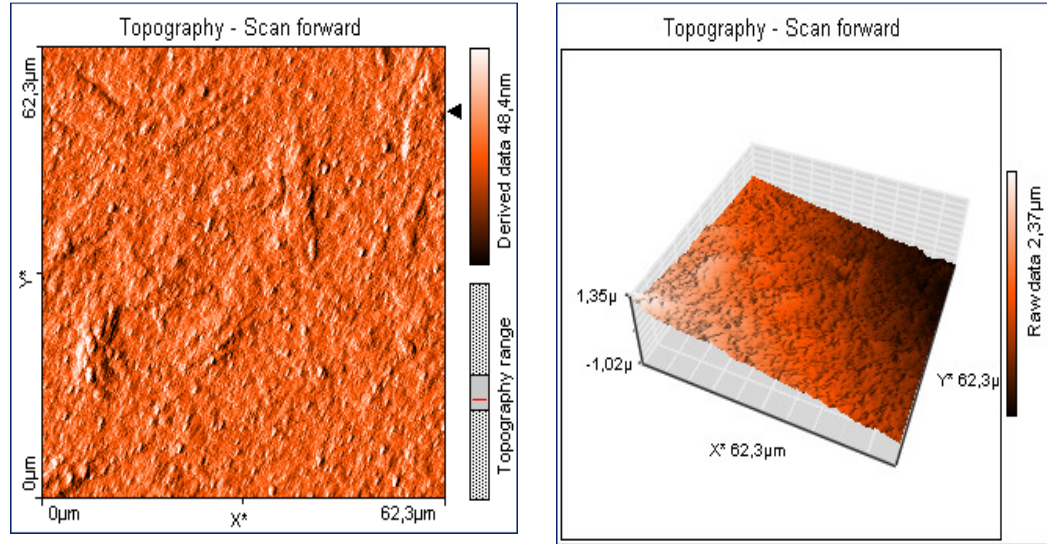 Topography - Scan forward
62,3µm
Y*
0µm
0µm
X*
62,3µm
Derived data 48,4nm
Topography range
Topography - Scan forward
1,35µ
-1,02µ
Y* 62,3µ
X* 62,3µm
Raw data 2,37µm